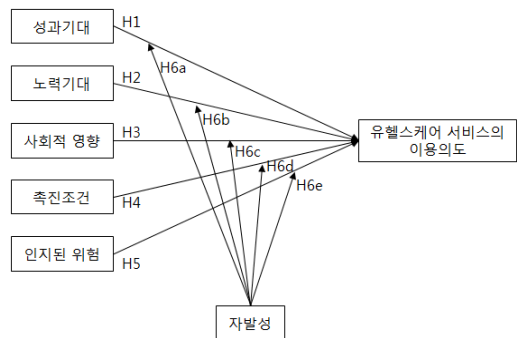 성과기대
H1
H6a
노력기대
H2
H6b
사회적 영향
H3
H6c
유헬스케어 서비스의
이용의도
H6d
H6e
촉진조건
H4
인지된 위험
H5
자발성